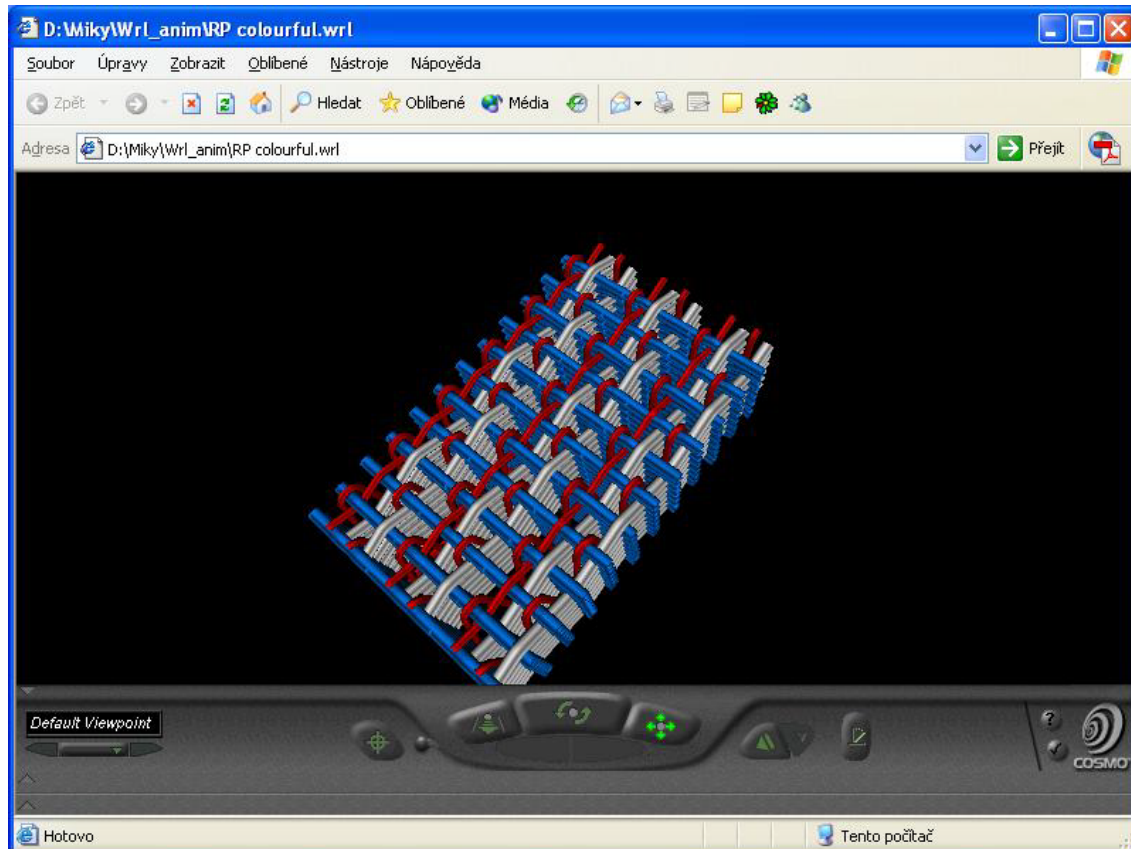 D:\Miky\Wrl_anim\RP colourful.wrl
Soubor Úpravy Zobrazit Oblíbené Nástroje Nápověda
Zpět Hledat Oblíbené Média
Adresa D:\Miky\Wrl_anim\RP colourful.wrl Přejít
Default Viewpoint
?
COSMO
Hotovo Tento počítač